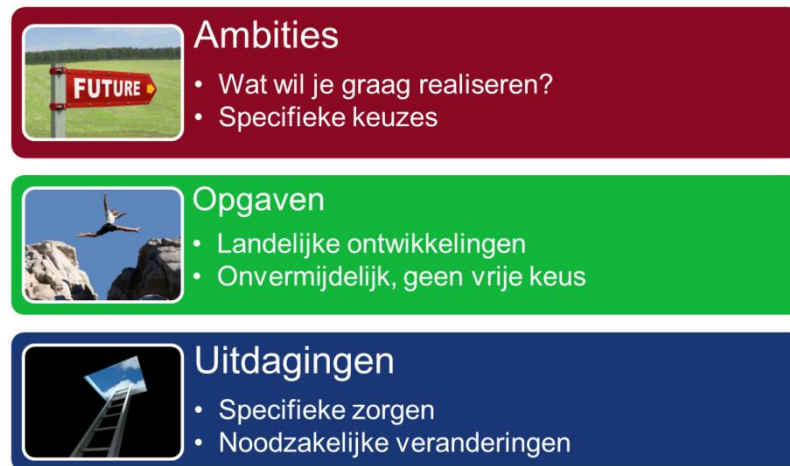 Ambities
FUTURE
• Wat wil je graag realiseren?
• Specifieke keuzes
Opgaven
• Landelijke ontwikkelingen
• Onvermijdelijk, geen vrije keus
Uitdagingen
• Specifieke zorgen
• Noodzakelijke veranderingen